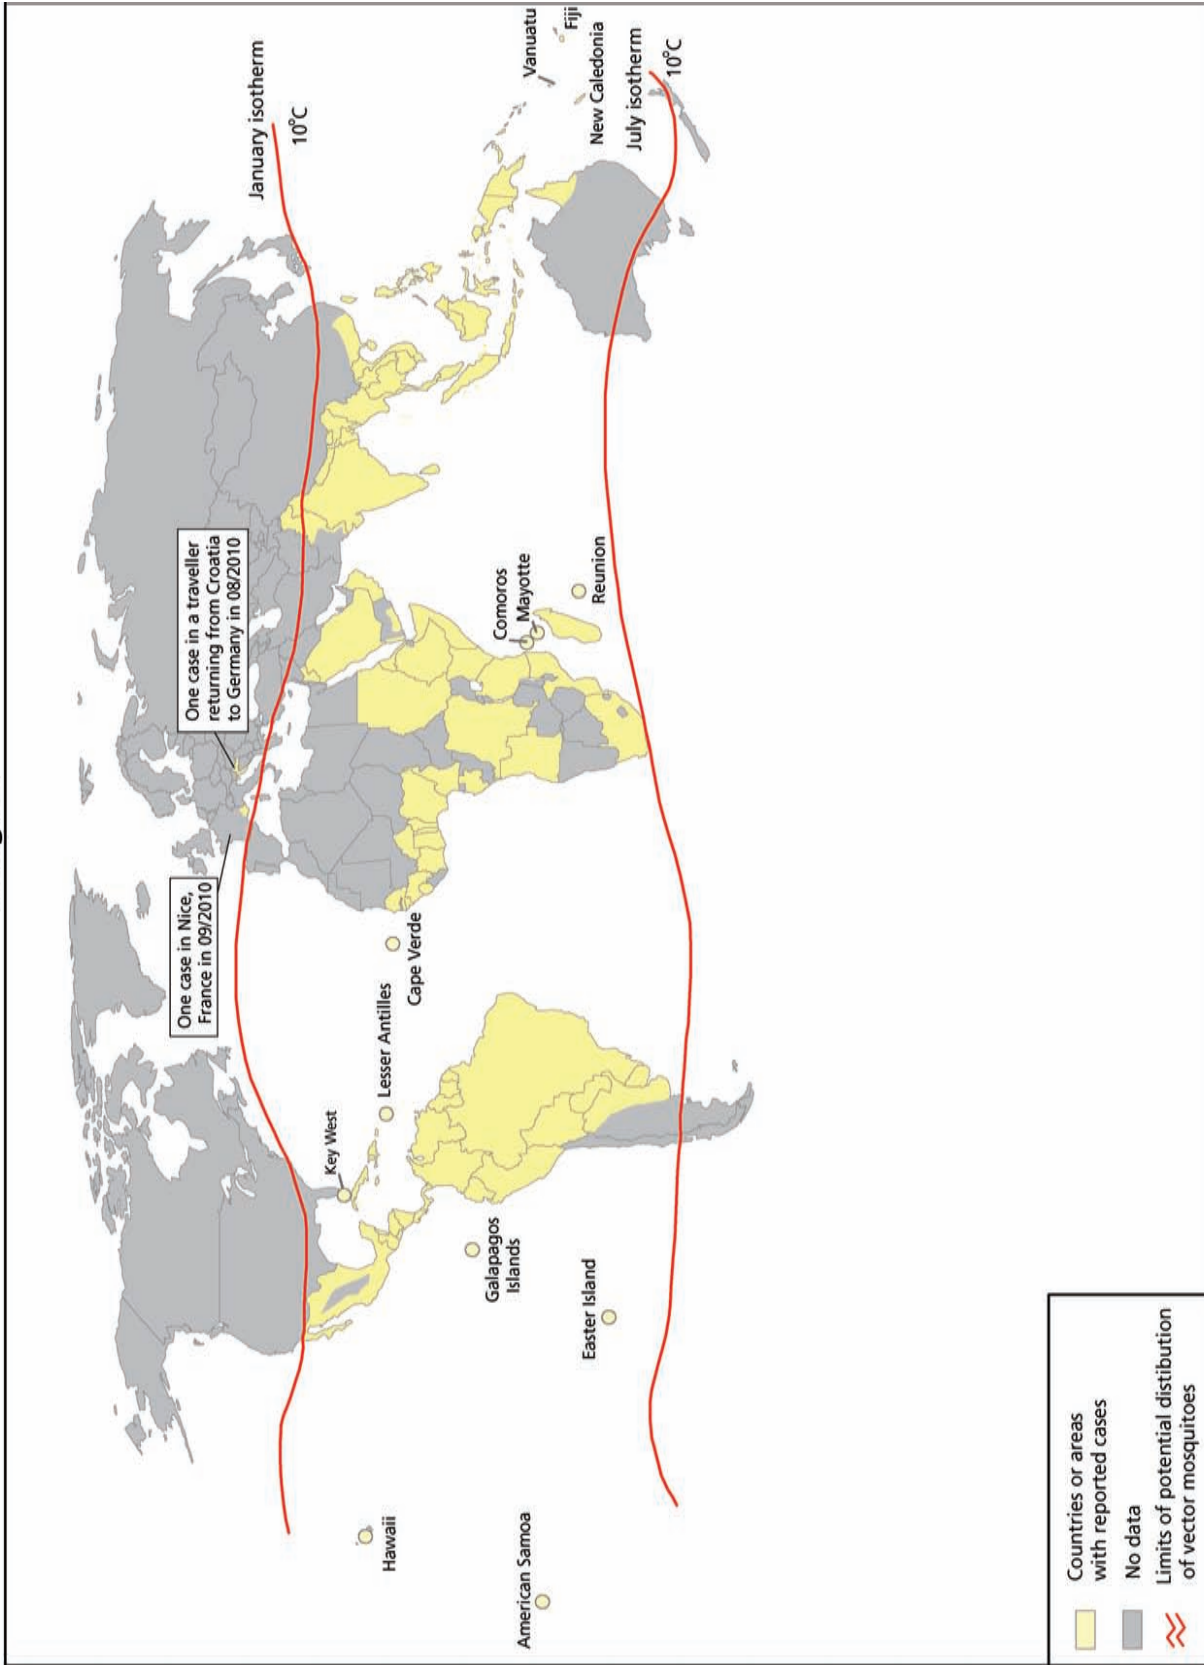 January isotherm
10°C
One case in a traveller
returning from Croatia
to Germany in 08/2010
One case in Nice,
France in 09/2010
Vanuatu
Fiji
New Caledonia
July isotherm
10°C
Comoros
Mayotte
Reunion
Cape Verde
Lesser Antilles
Key West
Galapagos
Islands
Easter Island
Hawaii
American Samoa
Countries or areas
with reported cases
No data
Limits of potential distibution
of vector mosquitoes